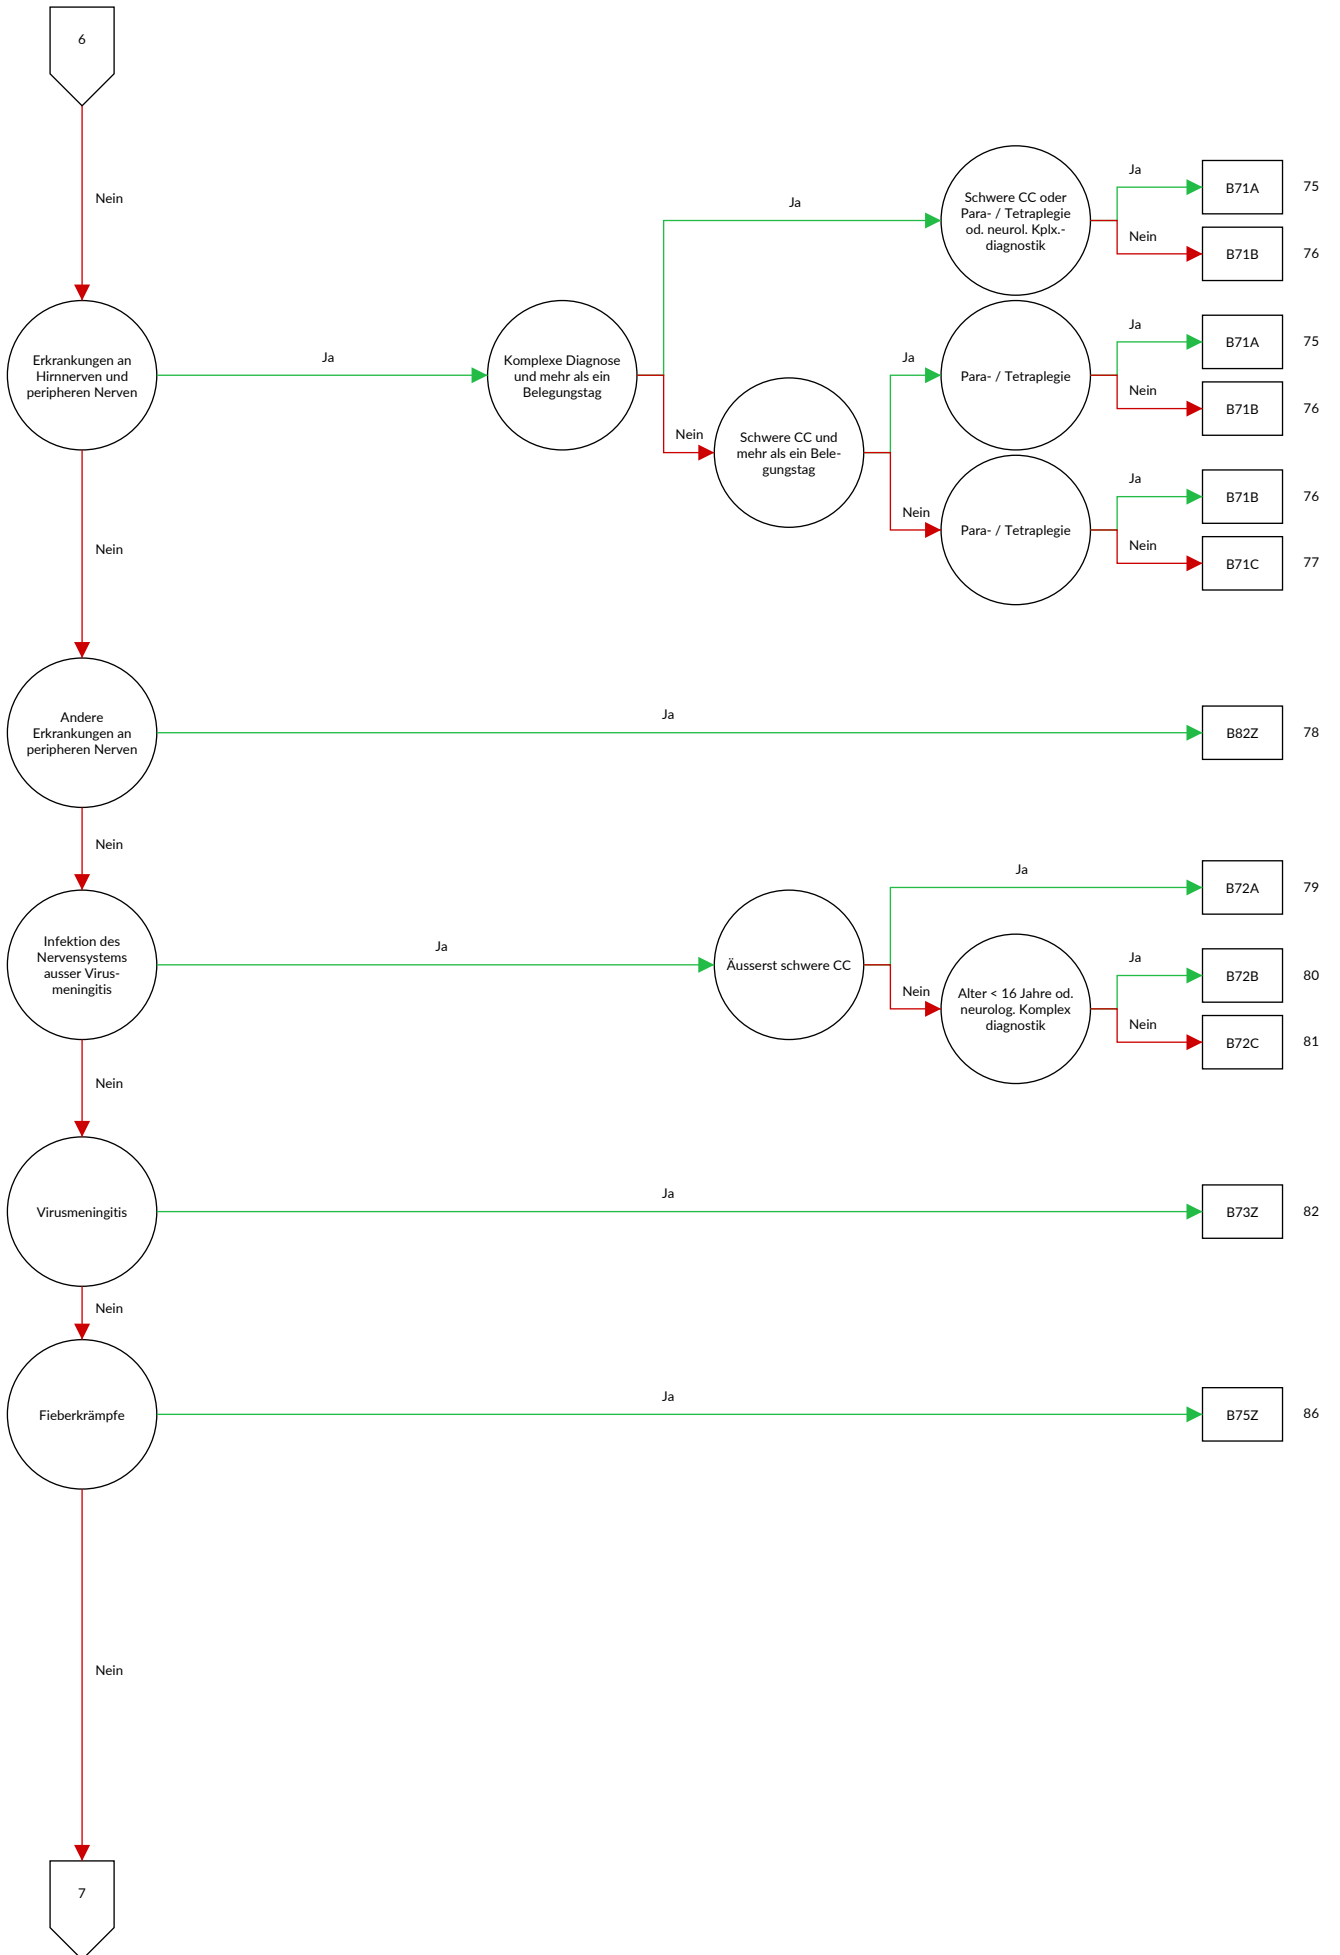 6
Nein
Erkrankungen an
Hirnnerven und
peripheren Nerven
Ja
Komplexe Diagnose
und mehr als ein
Belegungstag
Ja
Schwere CC oder
Para- / Tetraplegie
od. neurol. Kplx.-
diagnostik
Ja
B71A
75
Nein
B71B
76
Nein
Schwere CC und
mehr als ein Bele-
gungstag
Ja
Para- / Tetraplegie
Ja
B71A
75
Nein
B71B
76
Nein
Para- / Tetraplegie
Ja
B71B
76
Nein
B71C
77
Nein
Andere
Erkrankungen an
peripheren Nerven
Ja
B82Z
78
Nein
Infektion des
Nervensystems
ausser Virus-
meningitis
Ja
Äusserst schwere CC
Ja
B72A
79
Nein
Alter < 16 Jahre od.
neurolog. Komplex
diagnostik
Ja
B72B
80
Nein
B72C
81
Nein
Virusmeningitis
Ja
B73Z
82
Nein
Fieberkrämpfe
Ja
B75Z
86
Nein
7